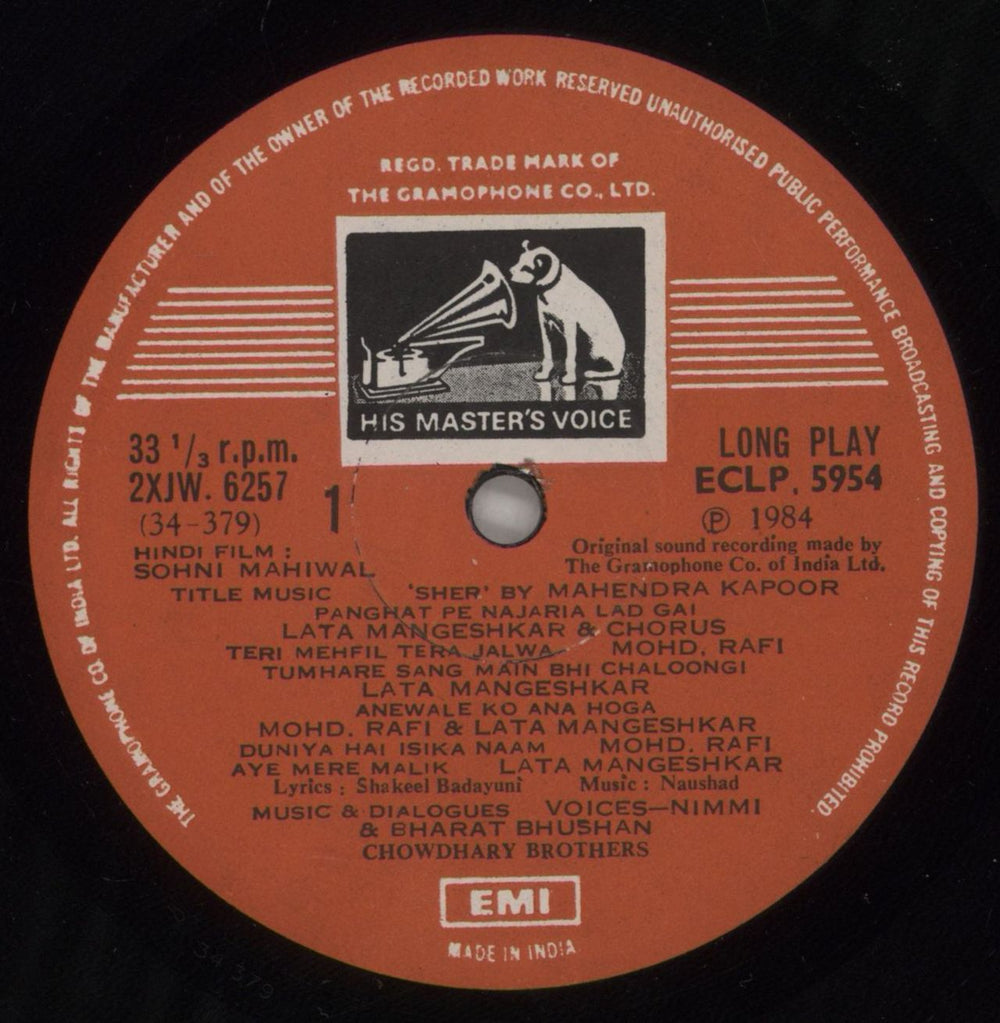 THE GRAMOPHONE CO. OF INDIA LTD. ALL RIGHTS OF THE MANUFACTURER AND OF THE OWNER OF THE RECORDED WORK RESERVED UNAUTHORISED PUBLIC PERFORMANCE BROADCASTING AND COPYING OF THIS RECORD PROHIBITED.
REGD. TRADE MARK OF
THE GRAMOPHONE CO., LTD.
HIS MASTER'S VOICE
33 1/3 r.p.m.
2XJW. 6257
(34-379)
1
LONG PLAY
ECLP. 5954
℗ 1984
HINDI FILM :
SOHNI MAHIWAL
Original sound recording made by
The Gramophone Co. of India Ltd.
TITLE MUSIC 'SHER' BY MAHENDRA KAPOOR
PANGHAT PE NAJARIA LAD GAI
LATA MANGESHKAR & CHORUS
TERI MEHFIL TERA JALWA MOHD. RAFI
TUMHARE SANG MAIN BHI CHALOONGI
LATA MANGESHKAR
ANEWALE KO ANA HOGA
MOHD. RAFI & LATA MANGESHKAR
DUNIYA HAI ISIKA NAAM MOHD. RAFI
AYE MERE MALIK LATA MANGESHKAR
Lyrics : Shakeel Badayuni Music : Naushad
MUSIC & DIALOGUES VOICES—NIMMI
& BHARAT BHUSHAN
CHOWDHARY BROTHERS
EMI
MADE IN INDIA
34 379